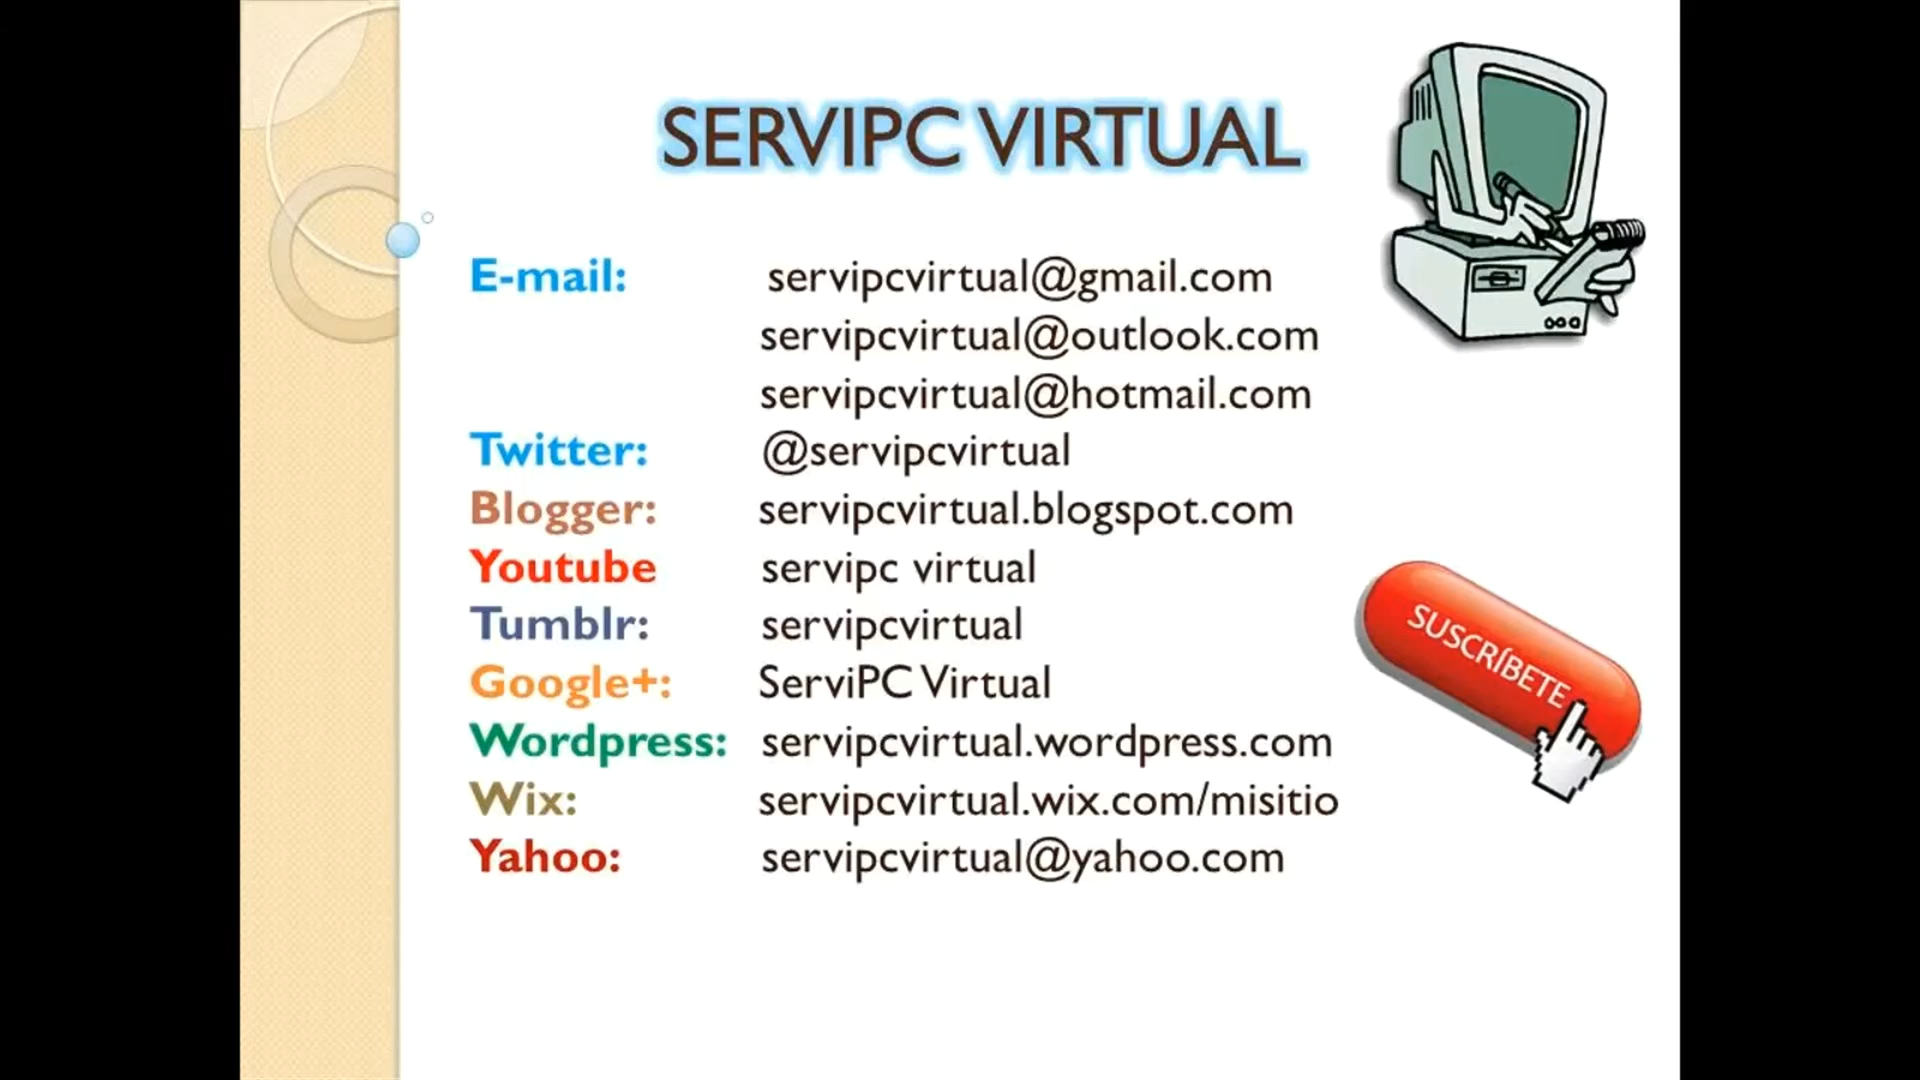 SERVIPC VIRTUAL
E-mail: servipcvirtual@gmail.com
servipcvirtual@outlook.com
servipcvirtual@hotmail.com
Twitter: @servipcvirtual
Blogger: servipcvirtual.blogspot.com
Youtube servipc virtual
Tumblr: servipcvirtual
Google+: ServiPC Virtual
Wordpress: servipcvirtual.wordpress.com
Wix: servipcvirtual.wix.com/misitio
Yahoo: servipcvirtual@yahoo.com
SUSCRÍBETE